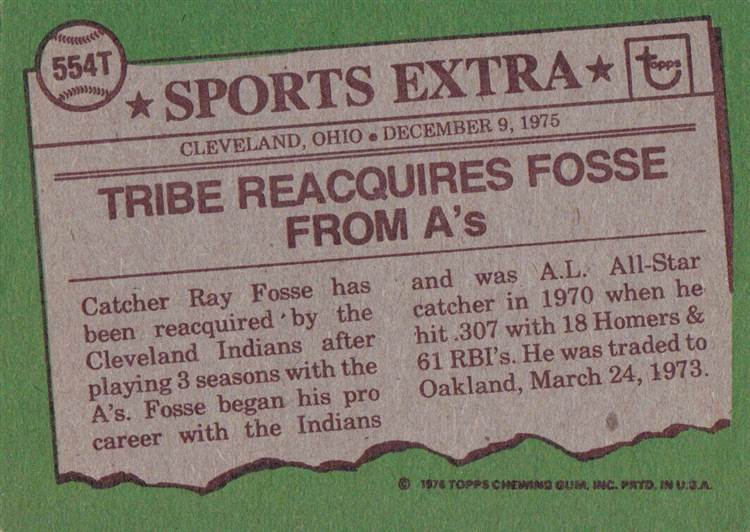 554T
★ SPORTS EXTRA ★
topps
CLEVELAND, OHIO • DECEMBER 9, 1975
TRIBE REACQUIRES FOSSE
FROM A's
Catcher Ray Fosse has
been reacquired by the
Cleveland Indians after
playing 3 seasons with the
A's. Fosse began his pro
career with the Indians
and was A.L. All-Star
catcher in 1970 when he
hit .307 with 18 Homers &
61 RBI's. He was traded to
Oakland, March 24, 1973.
© 1976 TOPPS CHEWING GUM, INC. PRTD. IN U.S.A.